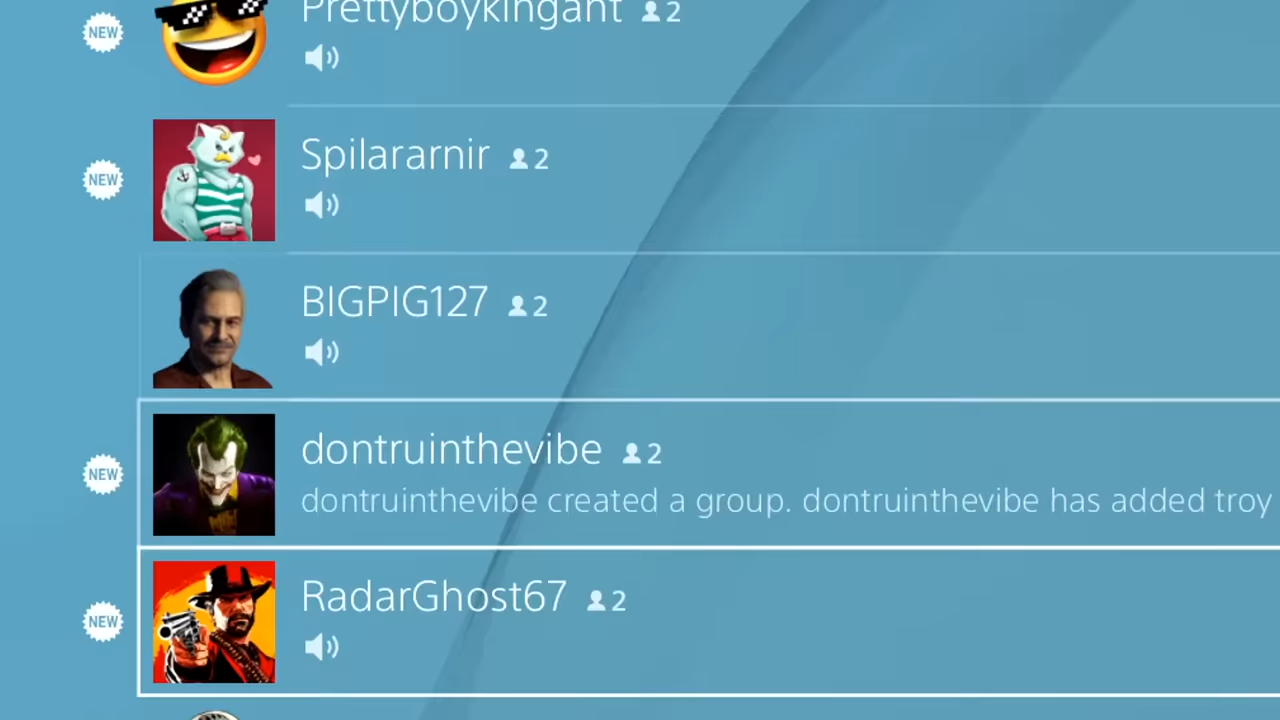 NEW
Prettyboykingant 2
NEW
Spilararnir 2
BIGPIG127 2
NEW
dontruinthevibe 2
dontruinthevibe created a group. dontruinthevibe has added troy
NEW
RadarGhost67 2